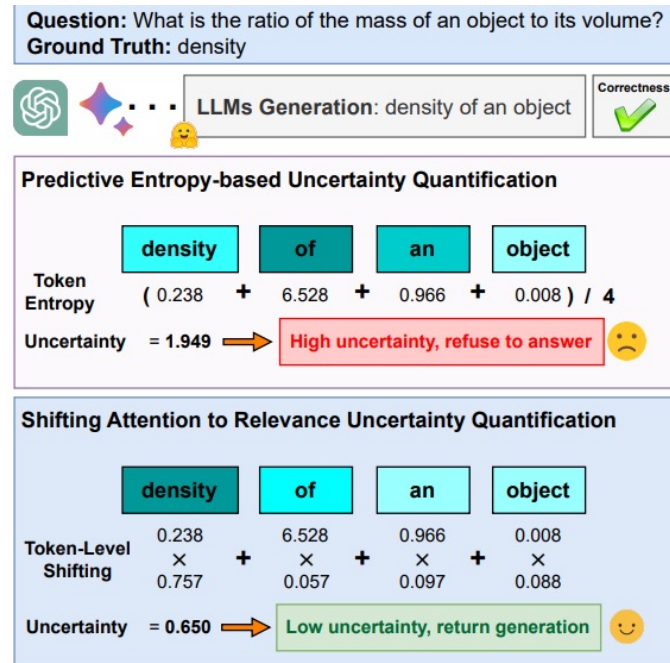 Question: What is the ratio of the mass of an object to its volume?
Ground Truth: density
LLMs Generation: density of an object
Correctness
Predictive Entropy-based Uncertainty Quantification
density of an object
Token Entropy ( 0.238 + 6.528 + 0.966 + 0.008 ) / 4
Uncertainty = 1.949 High uncertainty, refuse to answer
Shifting Attention to Relevance Uncertainty Quantification
density of an object
Token-Level Shifting
0.238 + 6.528 + 0.966 + 0.008
× × × ×
0.757 0.057 0.097 0.088
Uncertainty = 0.650 Low uncertainty, return generation